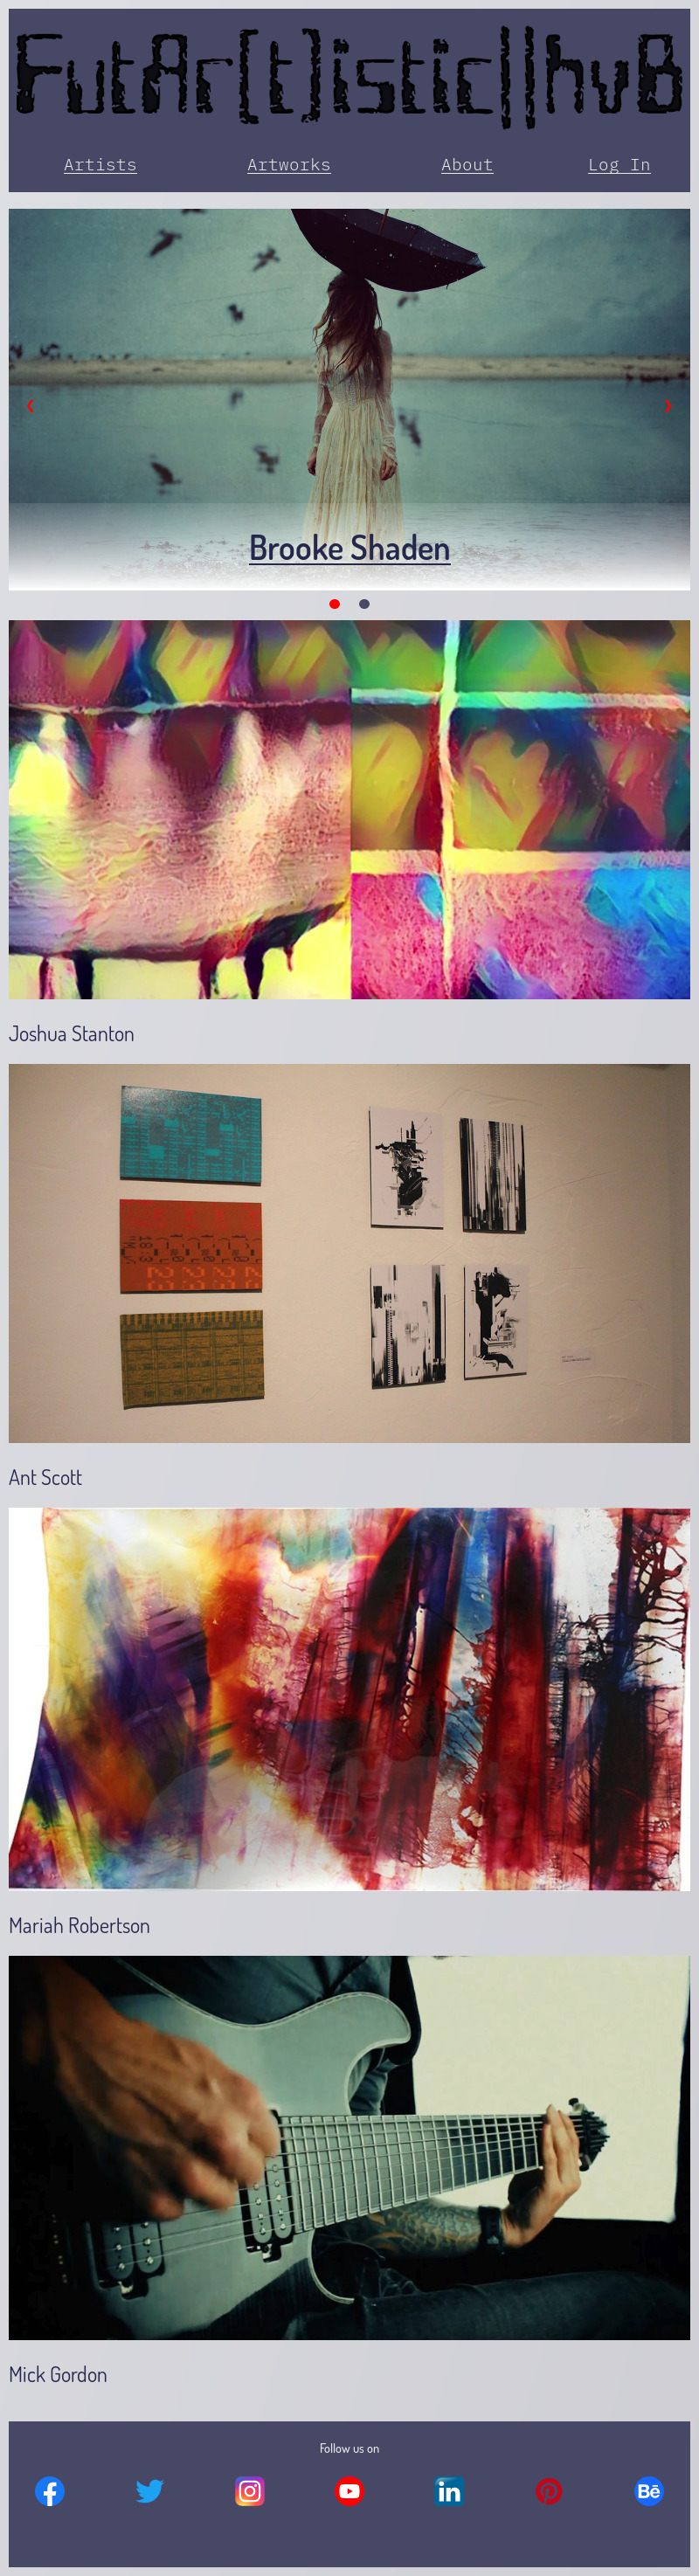 FutAr(t)istic||hvB
Artists Artworks About Log In
‹ ›
Brooke Shaden
Joshua Stanton
Ant Scott
Mariah Robertson
Mick Gordon
Follow us on